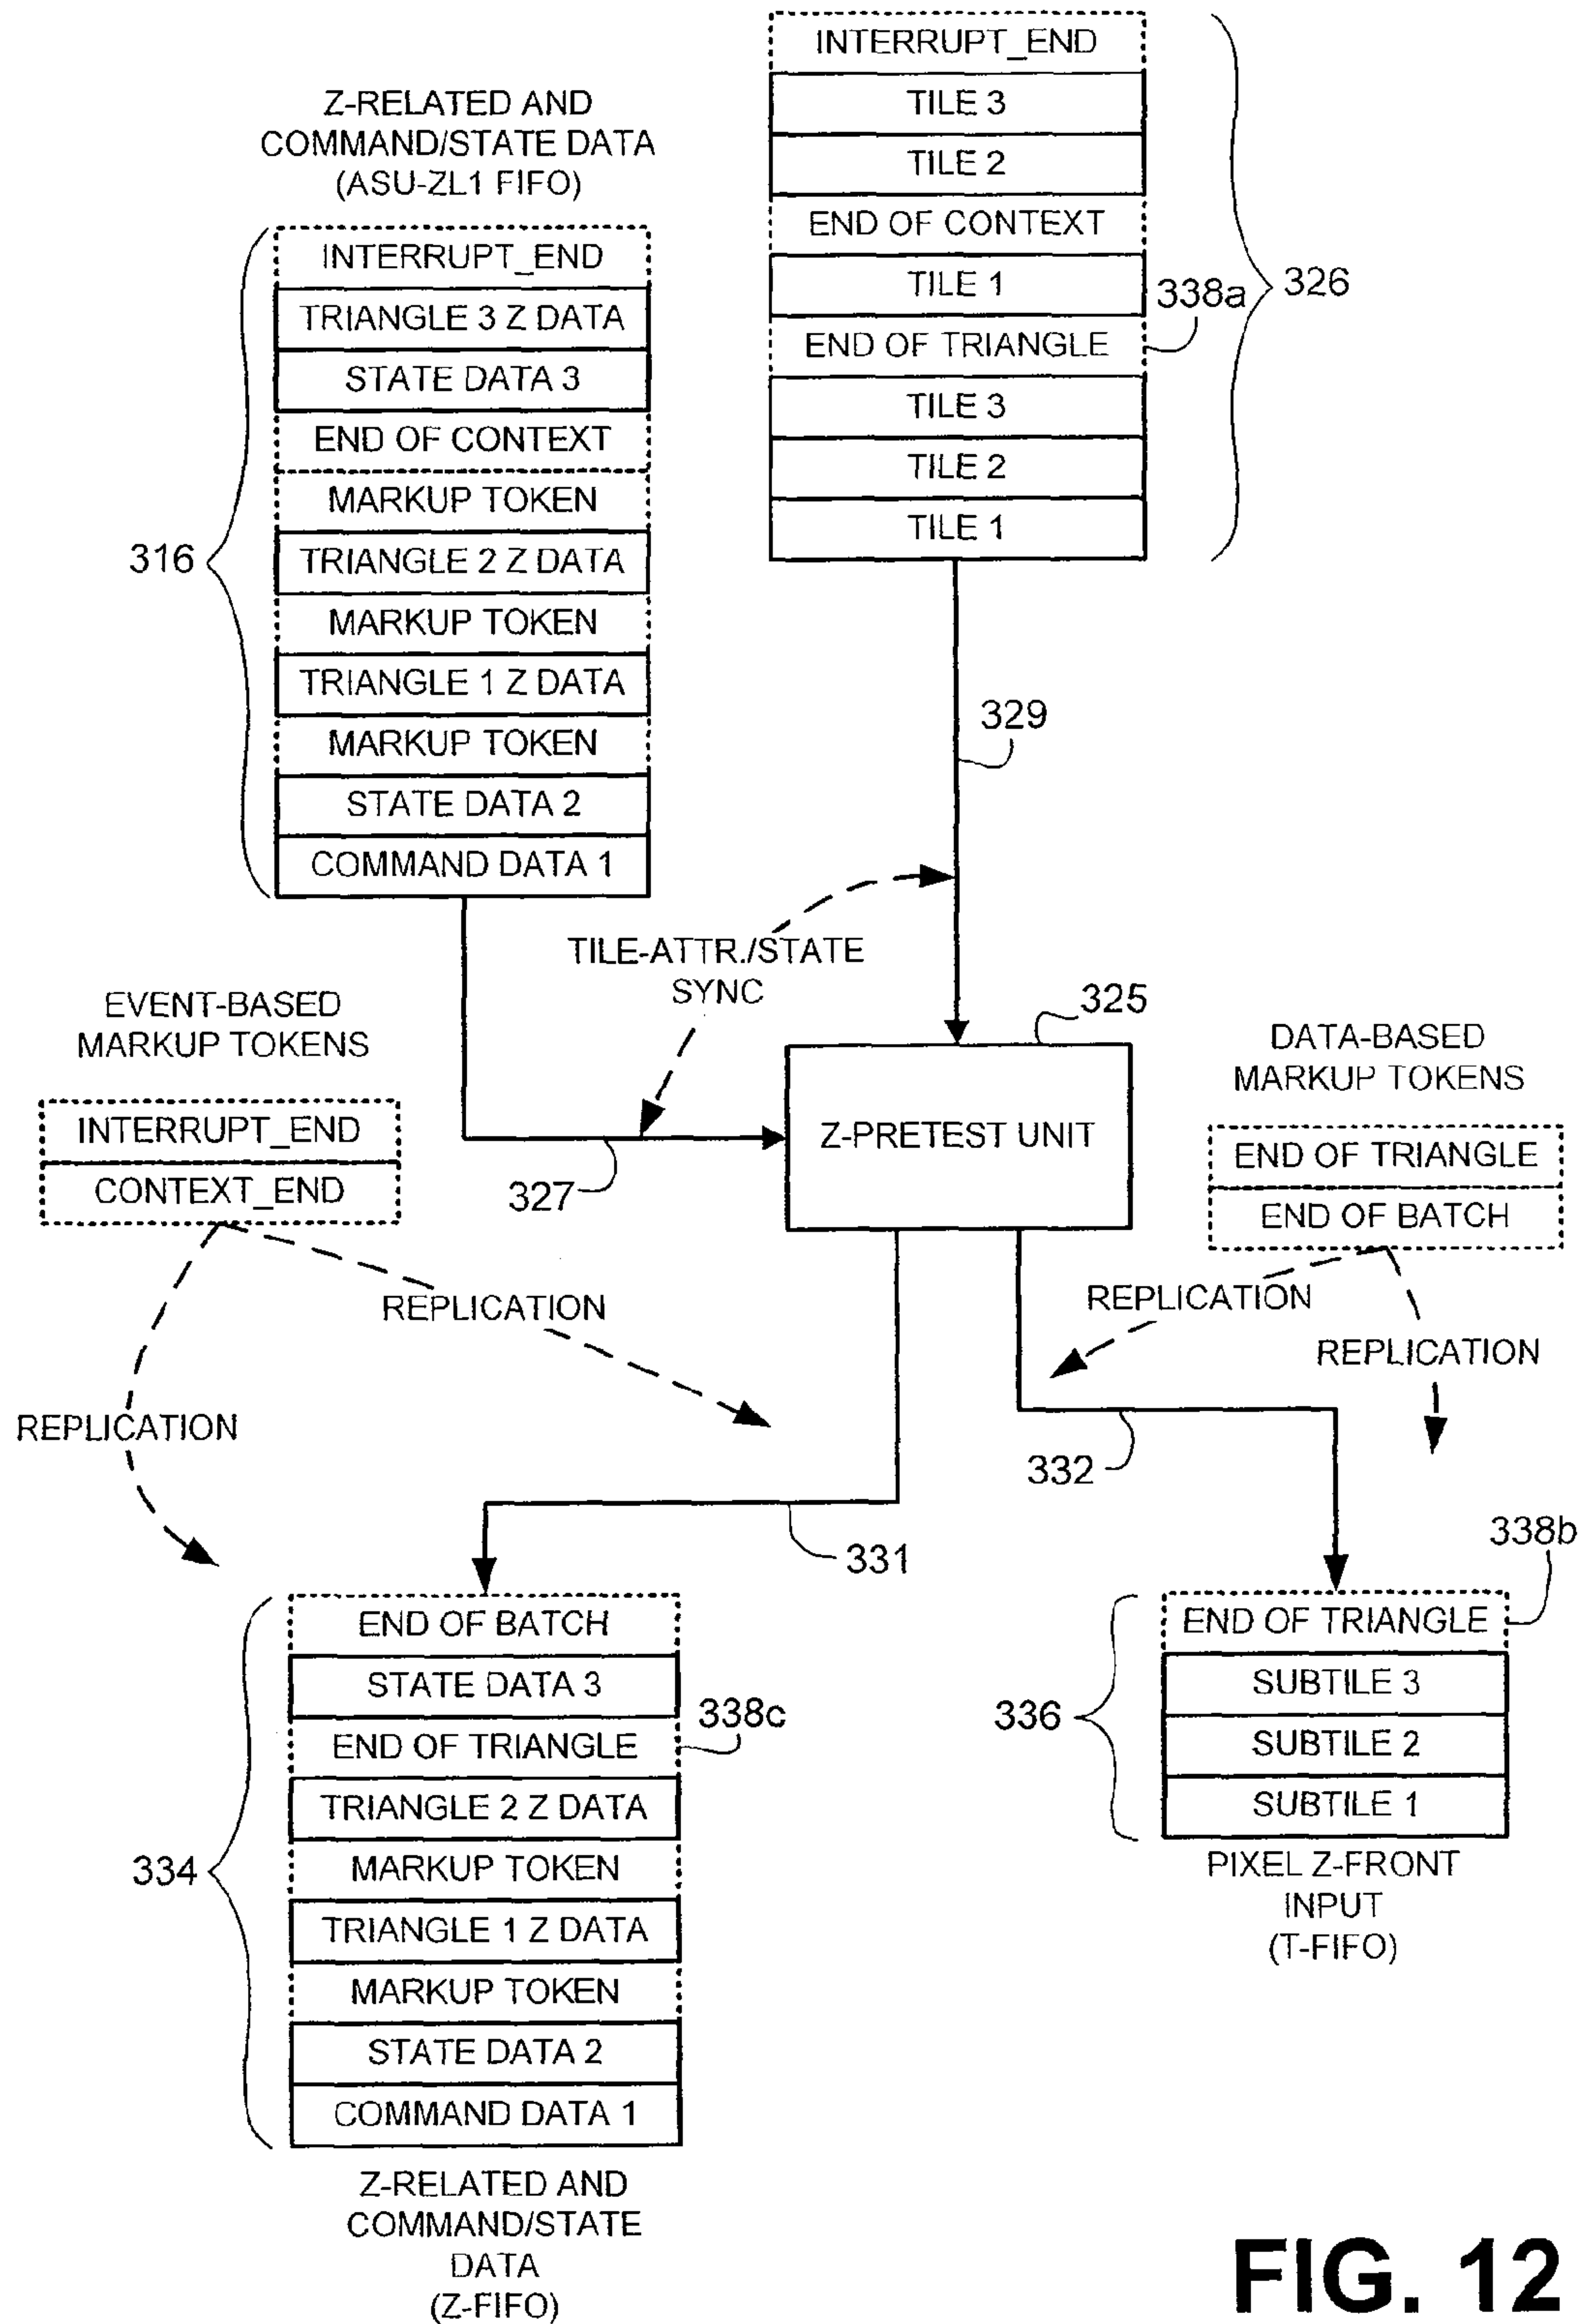 INTERRUPT_END
TILE 3
TILE 2
END OF CONTEXT
TILE 1
END OF TRIANGLE
TILE 3
TILE 2
TILE 1
338a
326
Z-RELATED AND
COMMAND/STATE DATA
(ASU-ZL1 FIFO)
INTERRUPT_END
TRIANGLE 3 Z DATA
STATE DATA 3
END OF CONTEXT
MARKUP TOKEN
TRIANGLE 2 Z DATA
MARKUP TOKEN
TRIANGLE 1 Z DATA
MARKUP TOKEN
STATE DATA 2
COMMAND DATA 1
316
329
TILE-ATTR./STATE
SYNC
EVENT-BASED
MARKUP TOKENS
INTERRUPT_END
CONTEXT_END
327
325
Z-PRETEST UNIT
DATA-BASED
MARKUP TOKENS
END OF TRIANGLE
END OF BATCH
REPLICATION
REPLICATION
REPLICATION
REPLICATION
332
331
338b
END OF BATCH
STATE DATA 3
END OF TRIANGLE
TRIANGLE 2 Z DATA
MARKUP TOKEN
TRIANGLE 1 Z DATA
MARKUP TOKEN
STATE DATA 2
COMMAND DATA 1
338c
334
Z-RELATED AND
COMMAND/STATE
DATA
(Z-FIFO)
END OF TRIANGLE
SUBTILE 3
SUBTILE 2
SUBTILE 1
336
PIXEL Z-FRONT
INPUT
(T-FIFO)
FIG. 12